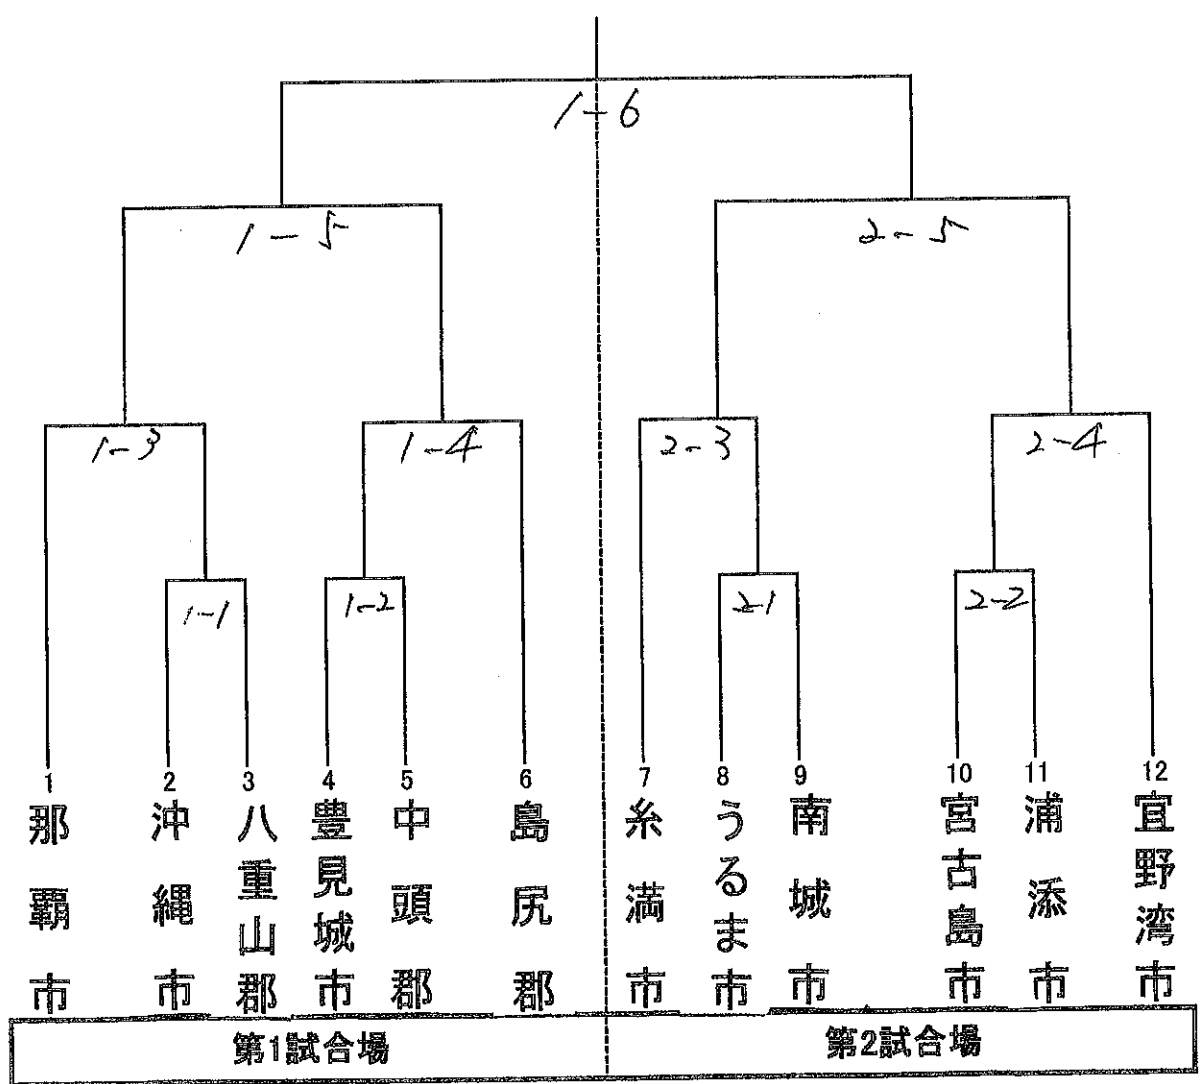 1-6
1-5
2-5
1-3
1-4
2-3
2-4
1-1
1-2
2-1
2-2
1
2
3
4
5
6
7
8
9
10
11
12
那覇市
沖縄市
八重山郡
豊見城市
中頭郡
島尻郡
糸満市
うるま市
南城市
宮古島市
浦添市
宜野湾市
第1試合場
第2試合場